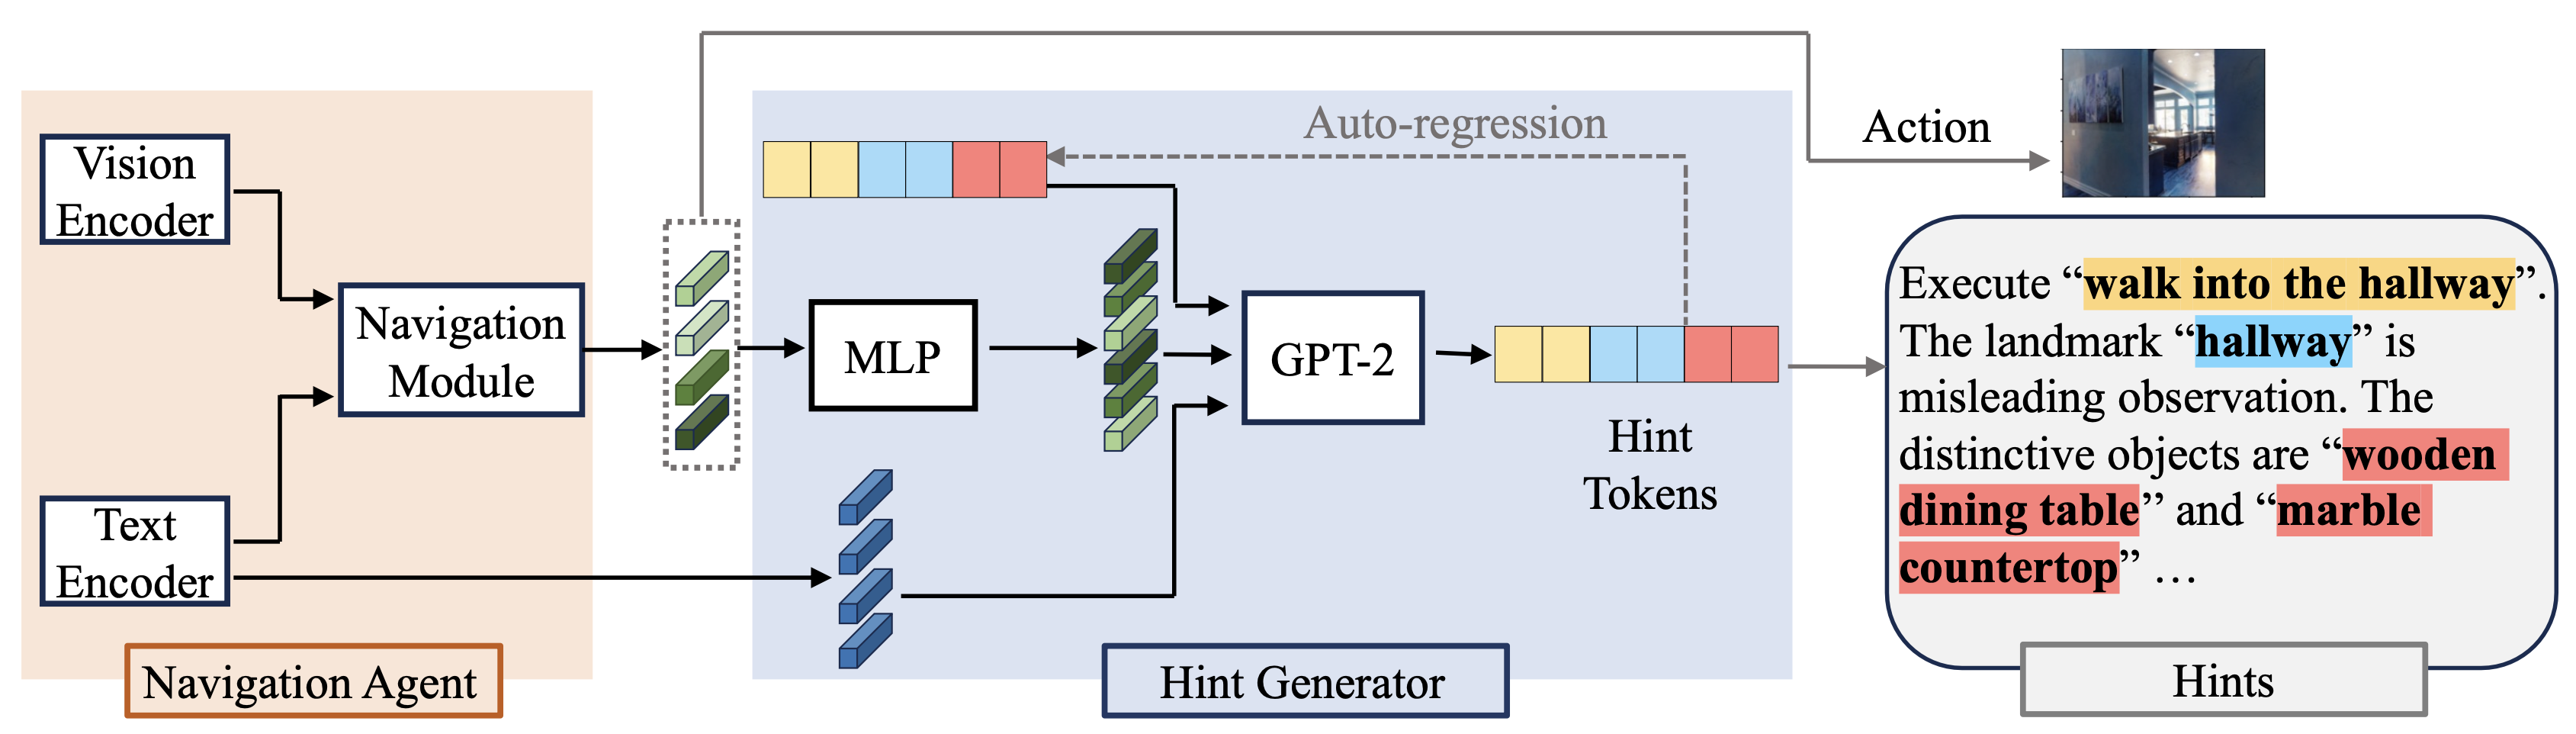 Vision
Encoder
Text
Encoder
Navigation
Module
Navigation Agent
Auto-regression
MLP
GPT-2
Hint
Tokens
Hint Generator
Action
Execute “walk into the hallway”.
The landmark “hallway” is
misleading observation. The
distinctive objects are “wooden
dining table” and “marble
countertop” …
Hints